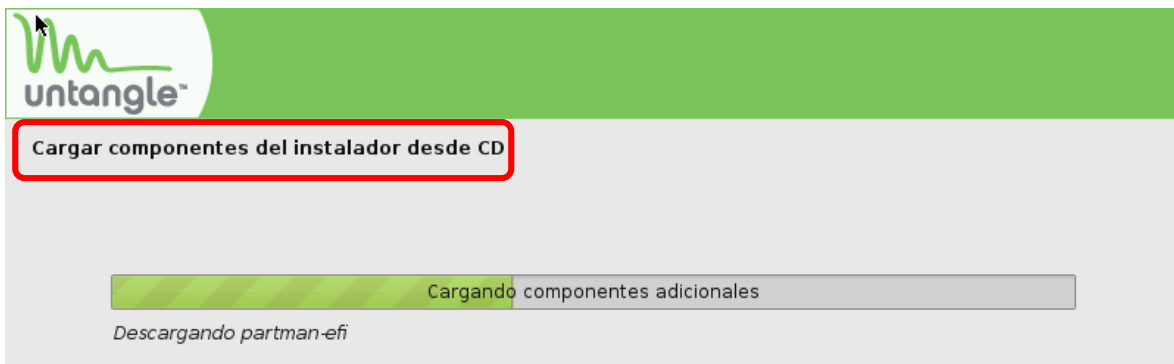 untangle™
Cargar componentes del instalador desde CD
Cargando componentes adicionales
Descargando partman-efi